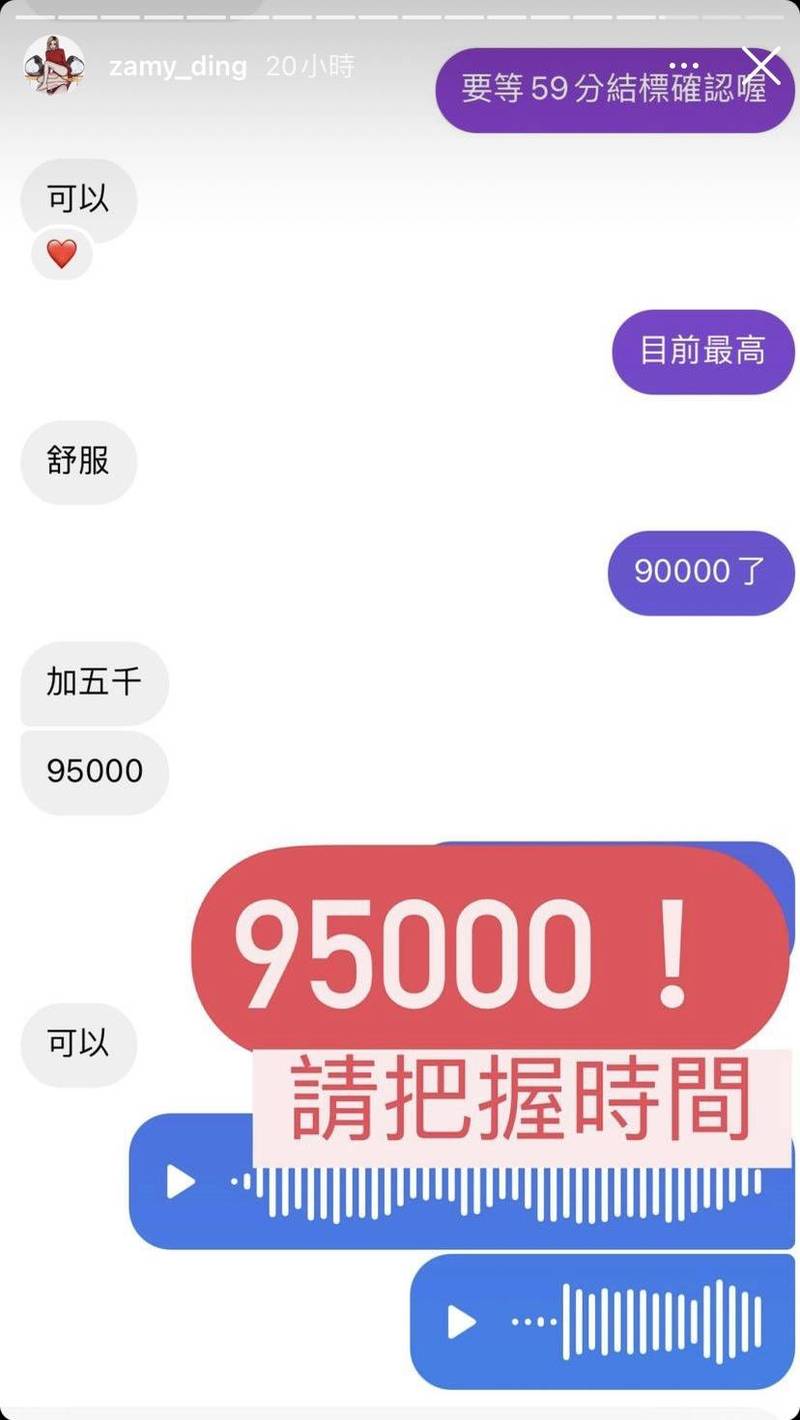 zamy_ding 20小時
要等59分結標確認喔
可以
目前最高
舒服
90000了
加五千
95000
95000！
可以
請把握時間